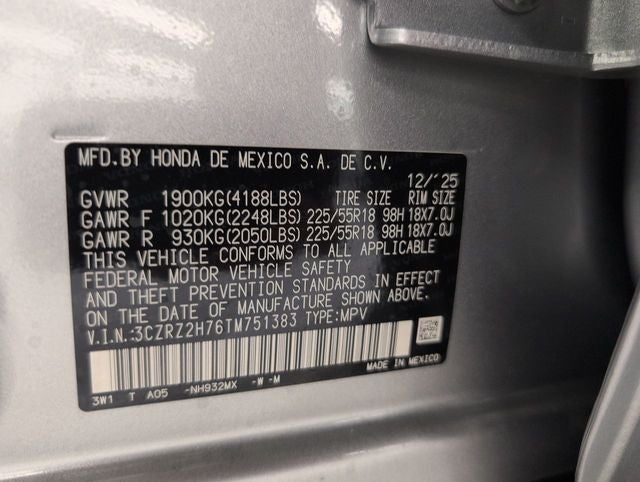 MFD.BY HONDA DE MEXICO S.A. DE C.V.
12/'25
GVWR 1900KG(4188LBS) TIRE SIZE RIM SIZE
GAWR F 1020KG(2248LBS) 225/55R18 98H 18X7.0J
GAWR R 930KG(2050LBS) 225/55R18 98H 18X7.0J
THIS VEHICLE CONFORMS TO ALL APPLICABLE
FEDERAL MOTOR VEHICLE SAFETY
AND THEFT PREVENTION STANDARDS IN EFFECT
ON THE DATE OF MANUFACTURE SHOWN ABOVE.
V.I.N.:3CZRZ2H76TM751383 TYPE:MPV
3W1 T A05 -NH932MX -W -M
MADE IN MEXICO